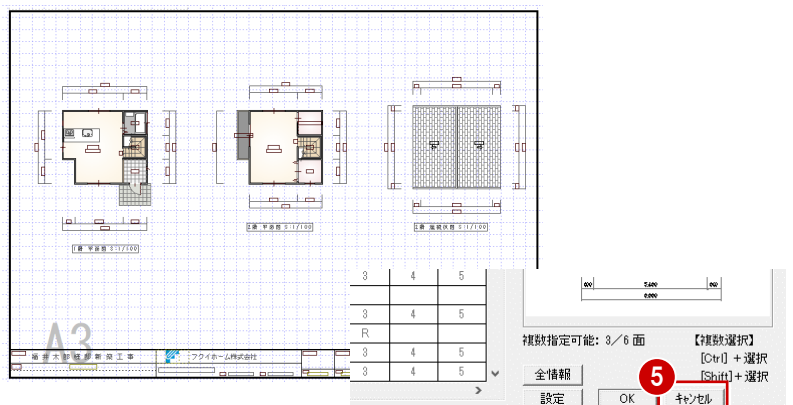 1階 平面図 S:1/100
2階 平面図 S:1/100
2階 屋根伏図 S:1/100
A3
福井太郎様邸新築工事
フクイホーム株式会社
3 4 5
3 4 5
R
3 4 5
3 4 5
複数指定可能: 3/6 面
【複数選択】
[Ctrl] +選択
[Shift] +選択
全情報
5
設定
OK
キャンセル